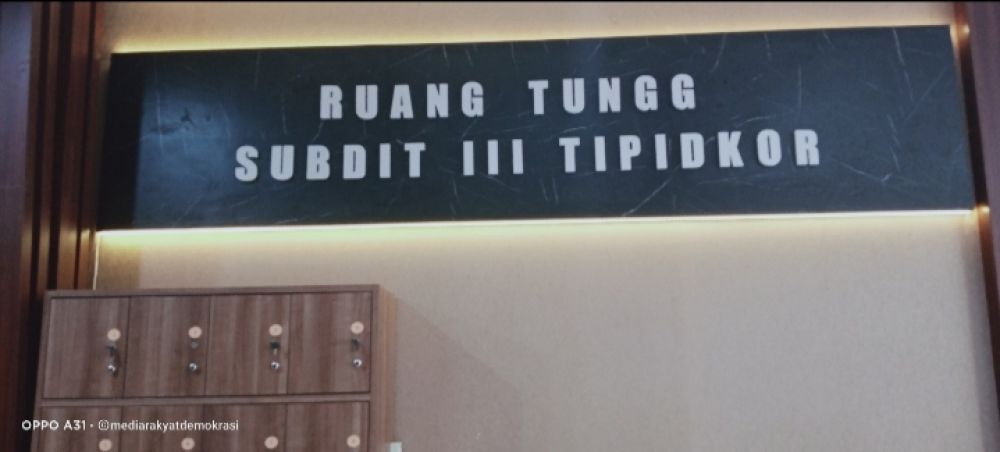 RUANG TUNGG
SUBDIT III TIPIDKOR
OPPO A31 · @mediarakyatdemokrasi